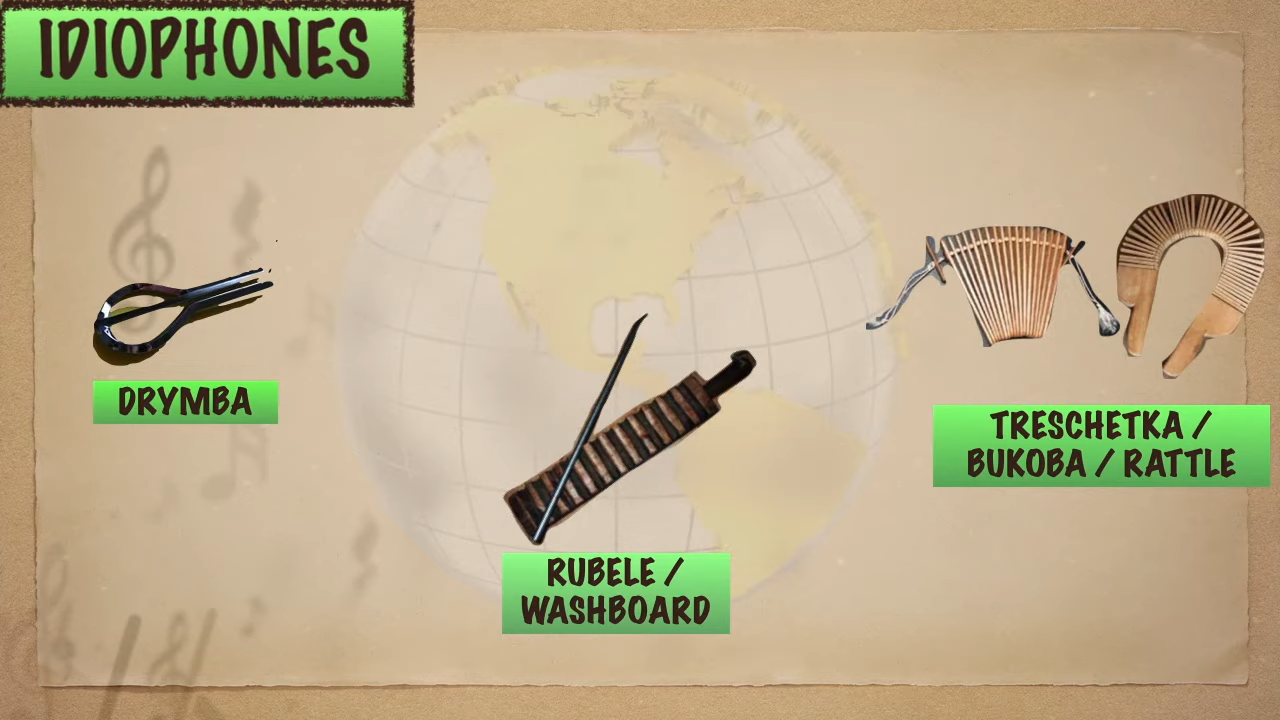 IDIOPHONES
DRYMBA
RUBELE /
WASHBOARD
TRESCHETKA /
BUKOBA / RATTLE